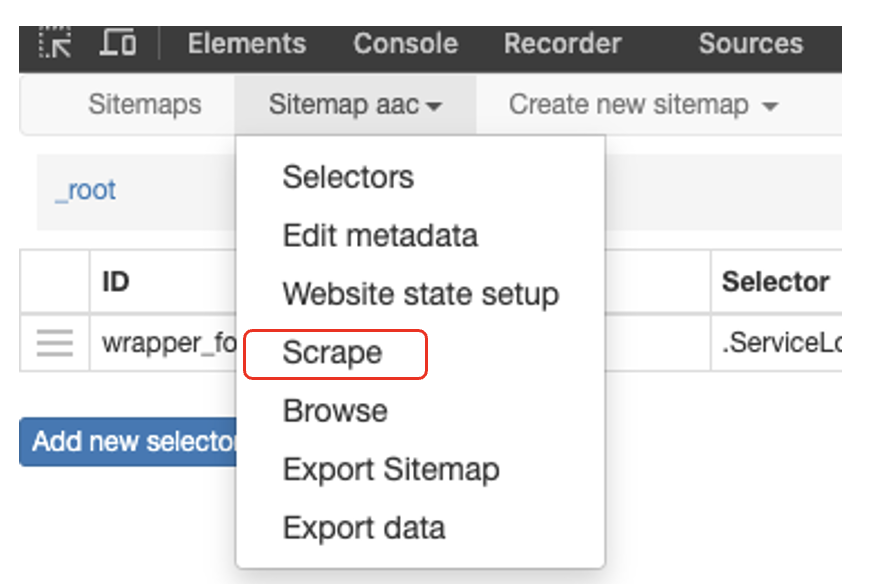 Elements Console Recorder Sources
Sitemaps Sitemap aac Create new sitemap
_root
Selectors
Edit metadata
Website state setup
Scrape
Browse
Export Sitemap
Export data
ID Selector
wrapper_fo .ServiceLo
Add new selector